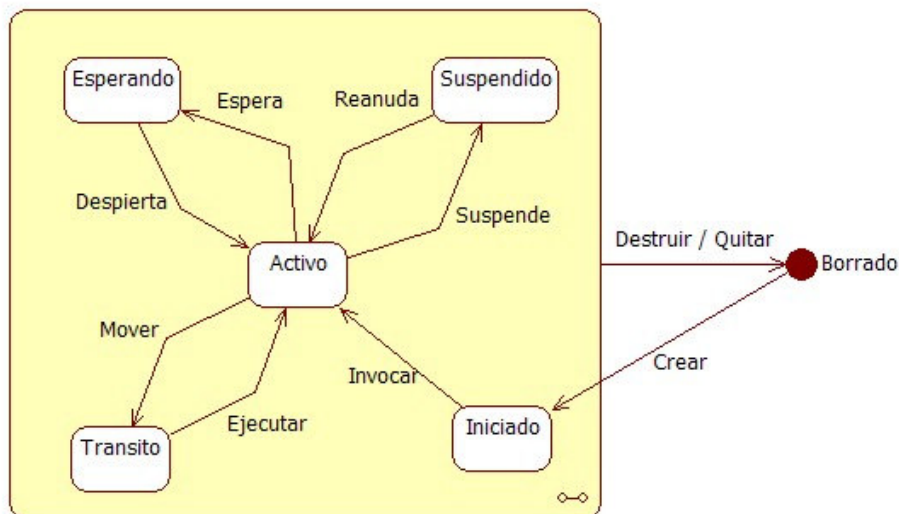 Esperando
Suspendido
Espera
Reanuda
Despierta
Suspende
Activo
Destruir / Quitar
Borrado
Mover
Invocar
Crear
Ejecutar
Transito
Iniciado